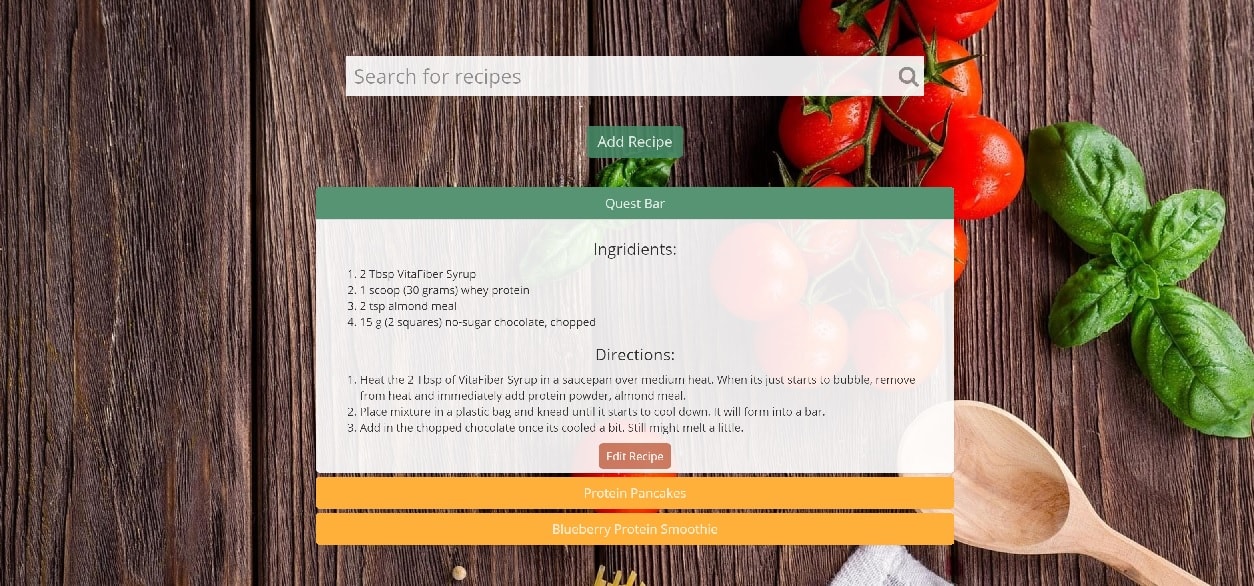 Search for recipes
Add Recipe
Quest Bar
Ingridients:
1. 2 Tbsp VitaFiber Syrup
2. 1 scoop (30 grams) whey protein
3. 2 tsp almond meal
4. 15 g (2 squares) no-sugar chocolate, chopped
Directions:
1. Heat the 2 Tbsp of VitaFiber Syrup in a saucepan over medium heat. When its just starts to bubble, remove
from heat and immediately add protein powder, almond meal.
2. Place mixture in a plastic bag and knead until it starts to cool down. It will form into a bar.
3. Add in the chopped chocolate once its cooled a bit. Still might melt a little.
Edit Recipe
Protein Pancakes
Blueberry Protein Smoothie